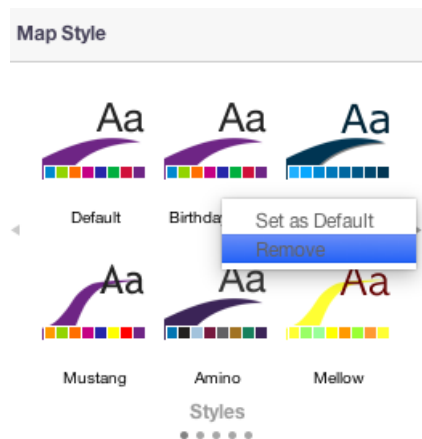 Map Style
Aa Aa Aa
Default Birthda
Set as Default
Remove
Aa Aa Aa
Mustang Amino Mellow
Styles